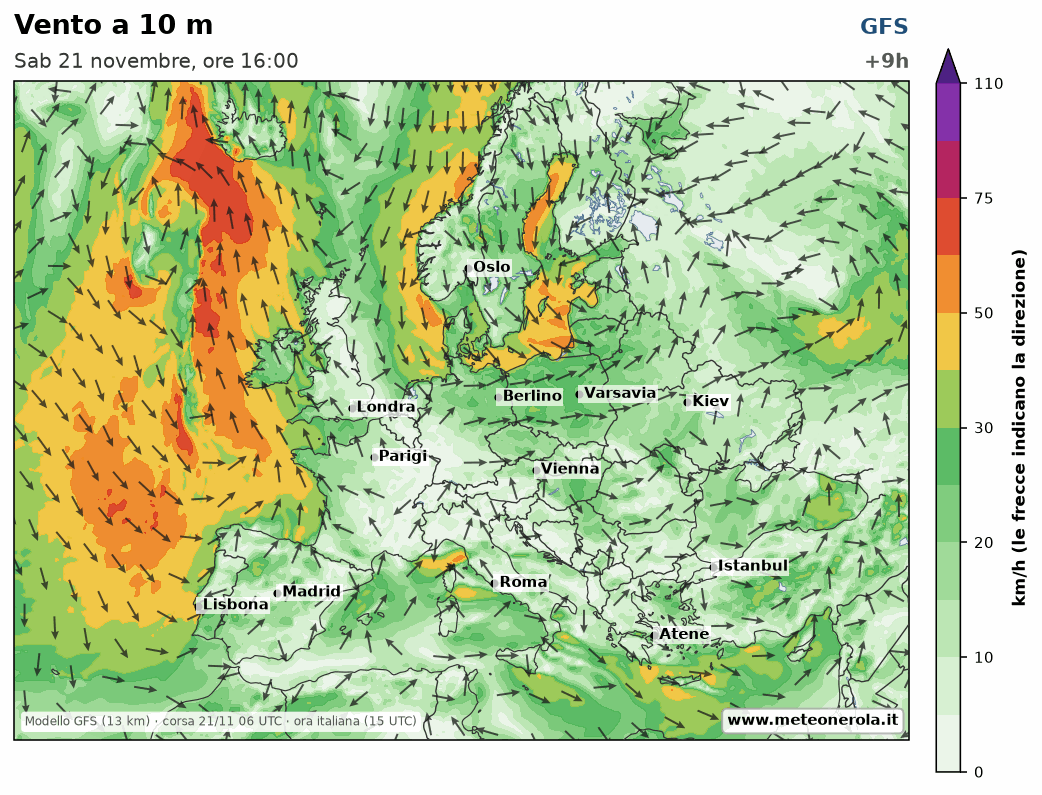 Vento a 10 m
GFS
Sab 21 novembre, ore 16:00
+9h
110
75
50
30
20
10
0
km/h (le frecce indicano la direzione)
Oslo
Berlino
Varsavia
Kiev
Londra
Parigi
Vienna
Istanbul
Roma
Madrid
Lisbona
Atene
Modello GFS (13 km) · corsa 21/11 06 UTC · ora italiana (15 UTC)
www.meteonerola.it